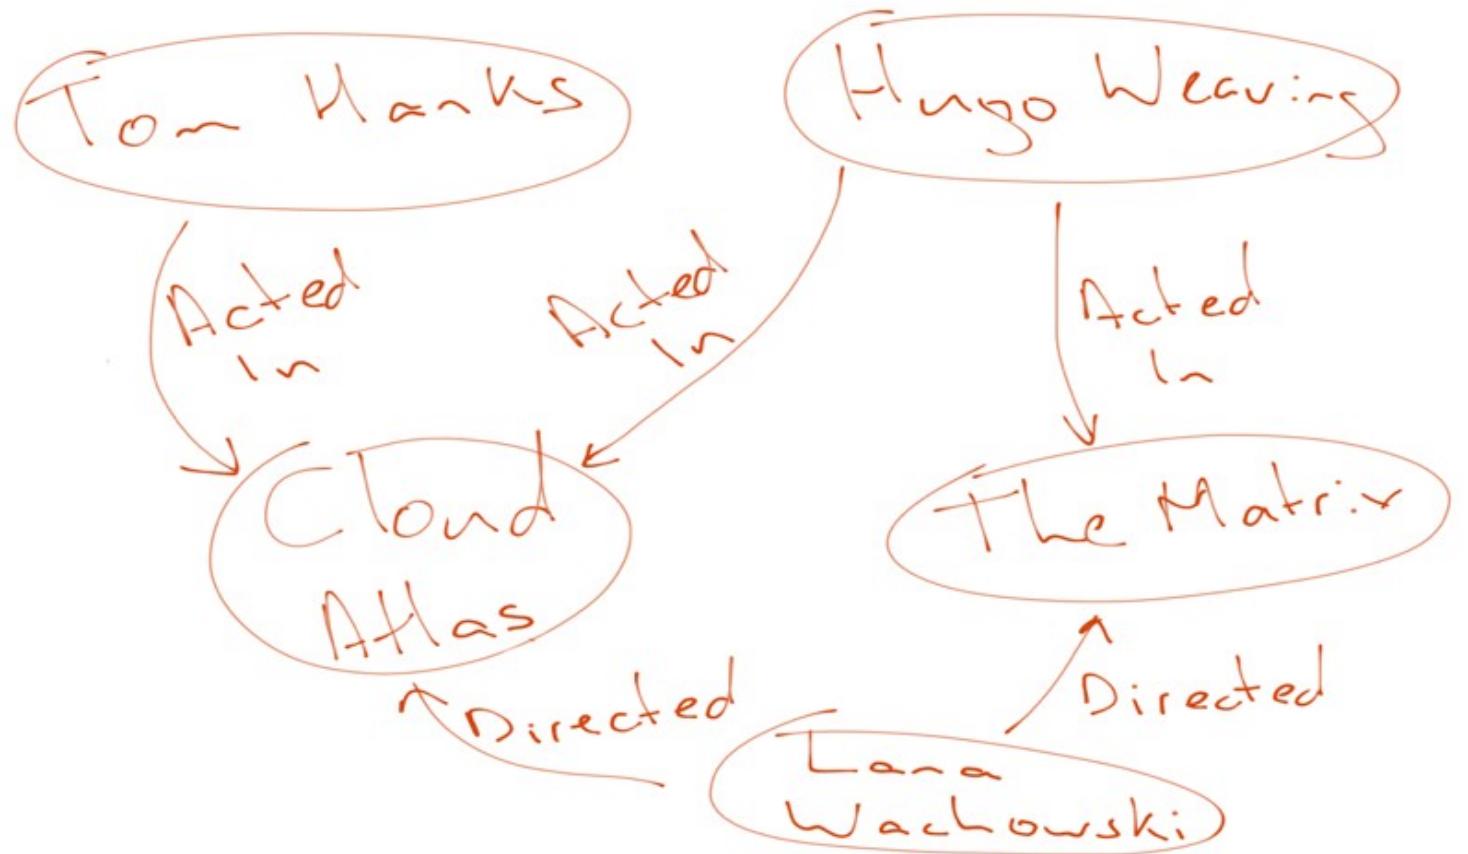 Tom Hanks
Hugo Weaving
Acted
In
Acted
In
Acted
In
Cloud
Atlas
The Matrix
Directed
Directed
Lana
Wachowski